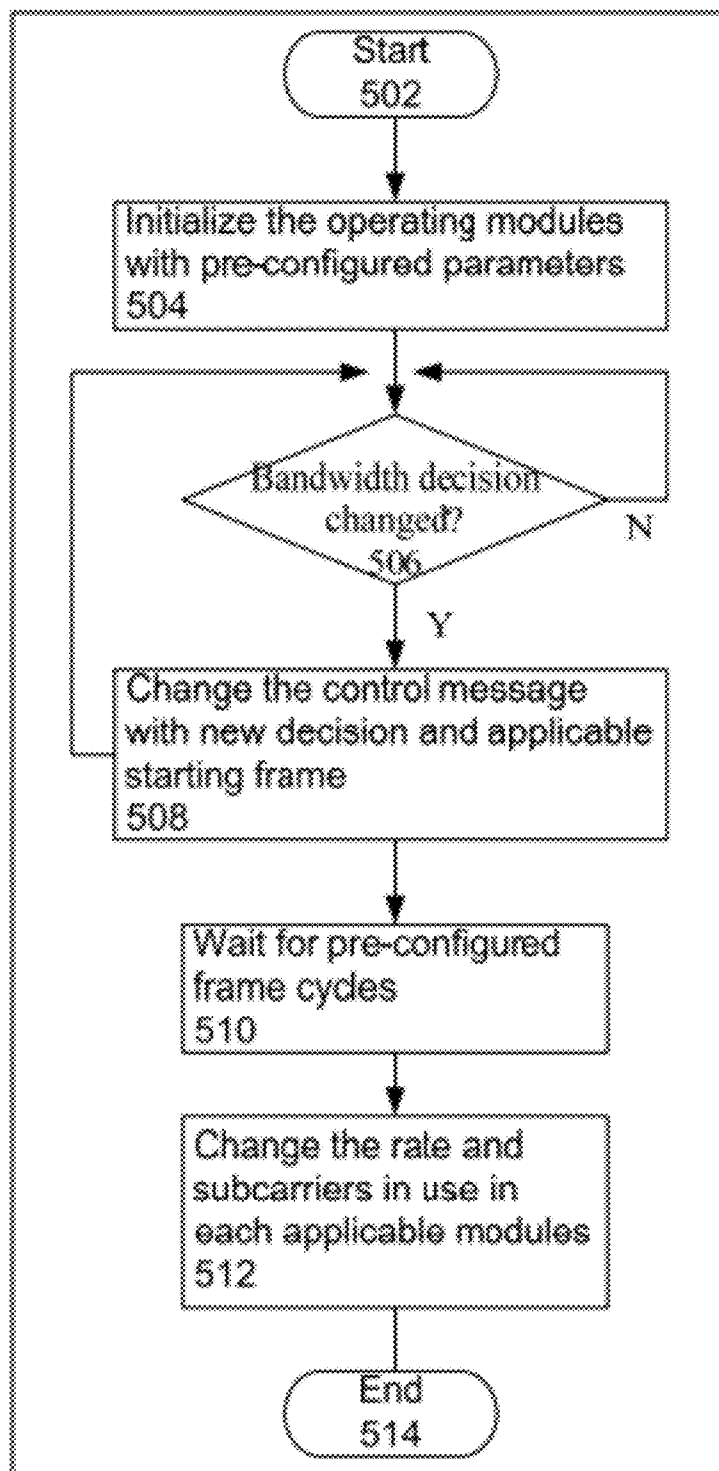 Start
502
Initialize the operating modules
with pre-configured parameters
504
Bandwidth decision
changed?
506
N
Y
Change the control message
with new decision and applicable
starting frame
508
Wait for pre-configured
frame cycles
510
Change the rate and
subcarriers in use in
each applicable modules
512
End
514